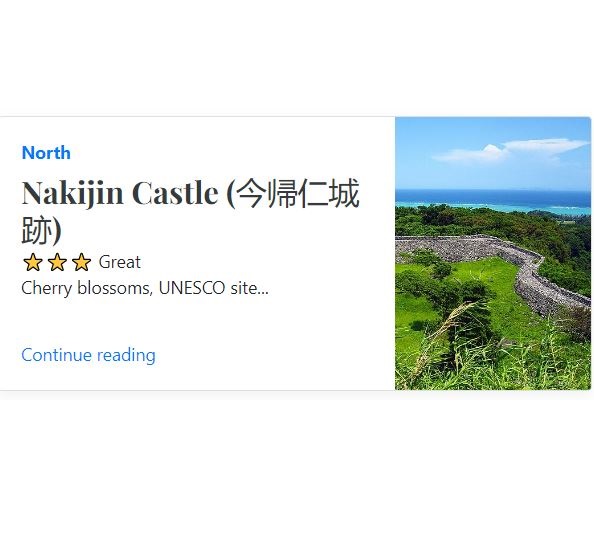 North
Nakijin Castle (今帰仁城
跡)
Great
Cherry blossoms, UNESCO site...
Continue reading